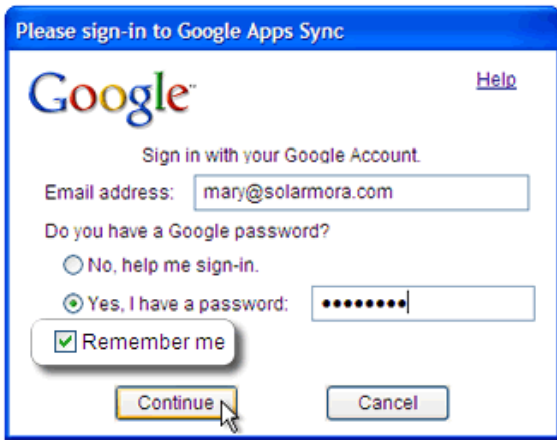 Please sign-in to Google Apps Sync
Google™
Help
Sign in with your Google Account.
Email address: mary@solarmora.com
Do you have a Google password?
No, help me sign-in.
Yes, I have a password: ••••••••
Remember me
Continue Cancel